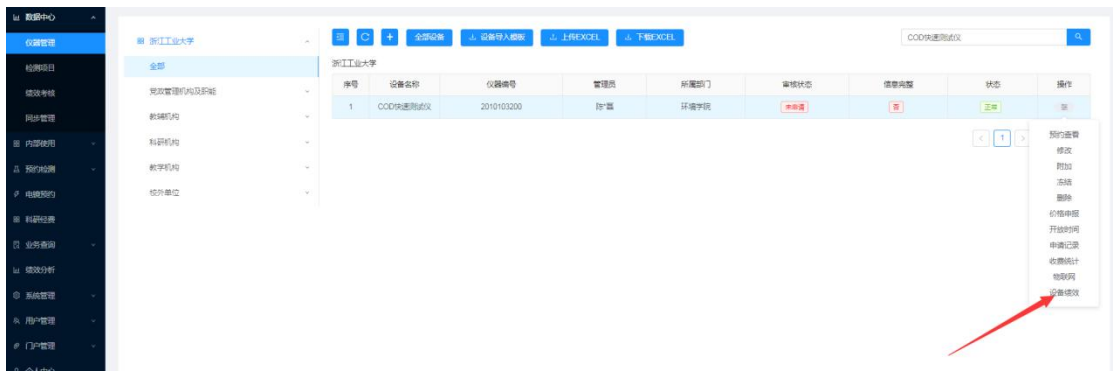 数据中心
仪器管理
检测项目
绩效考核
同步管理
内部使用
预约检测
电镜预约
科研经费
业务查询
绩效分析
系统管理
用户管理
门户管理
个人中心
浙江工业大学
全部
党政管理机构及职能
教辅机构
科研机构
教学机构
校外单位
全部设备 设备导入模板 上传EXCEL 下载EXCEL COD快速测试仪
浙江工业大学
序号 设备名称 仪器编号 管理员 所属部门 审核状态 信息完整 状态 操作
1 COD快速测试仪 2010103200 环境学院 未申请 否 正常
1
预约查看
修改
附加
冻结
删除
价格申报
开放时间
申请记录
收费统计
物联网
设备绩效